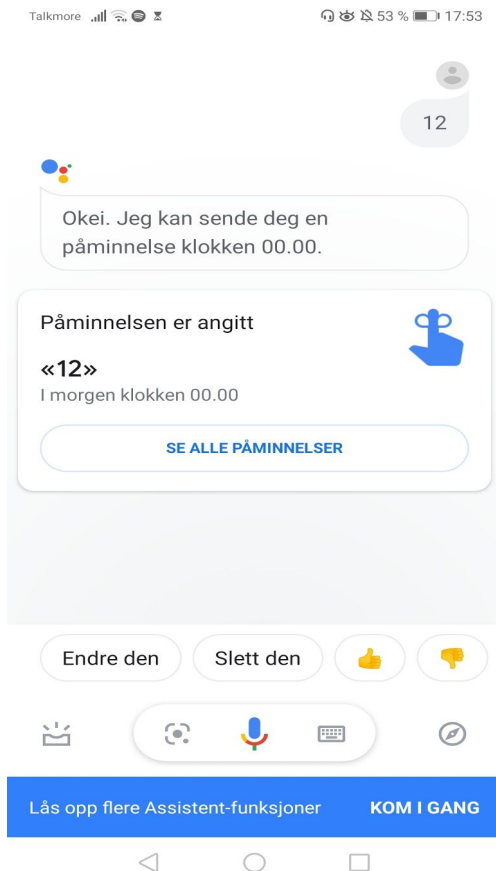 Talkmore 53 % 17:53
12
Okei. Jeg kan sende deg en
påminnelse klokken 00.00.
Påminnelsen er angitt
«12»
I morgen klokken 00.00
SE ALLE PÅMINNELSER
Endre den Slett den
Lås opp flere Assistent-funksjoner KOM I GANG